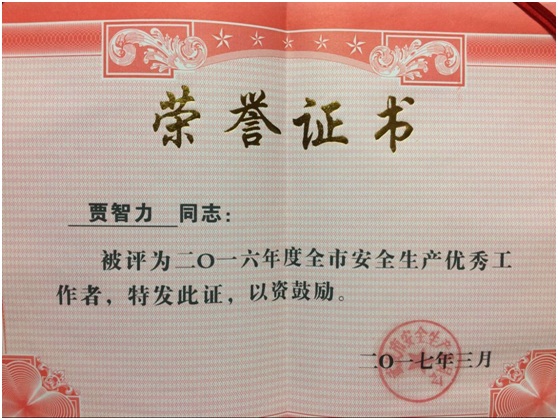 荣誉证书
贾智力 同志：
被评为二〇一六年度全市安全生产优秀工
作者，特发此证，以资鼓励。
二〇一七年三月